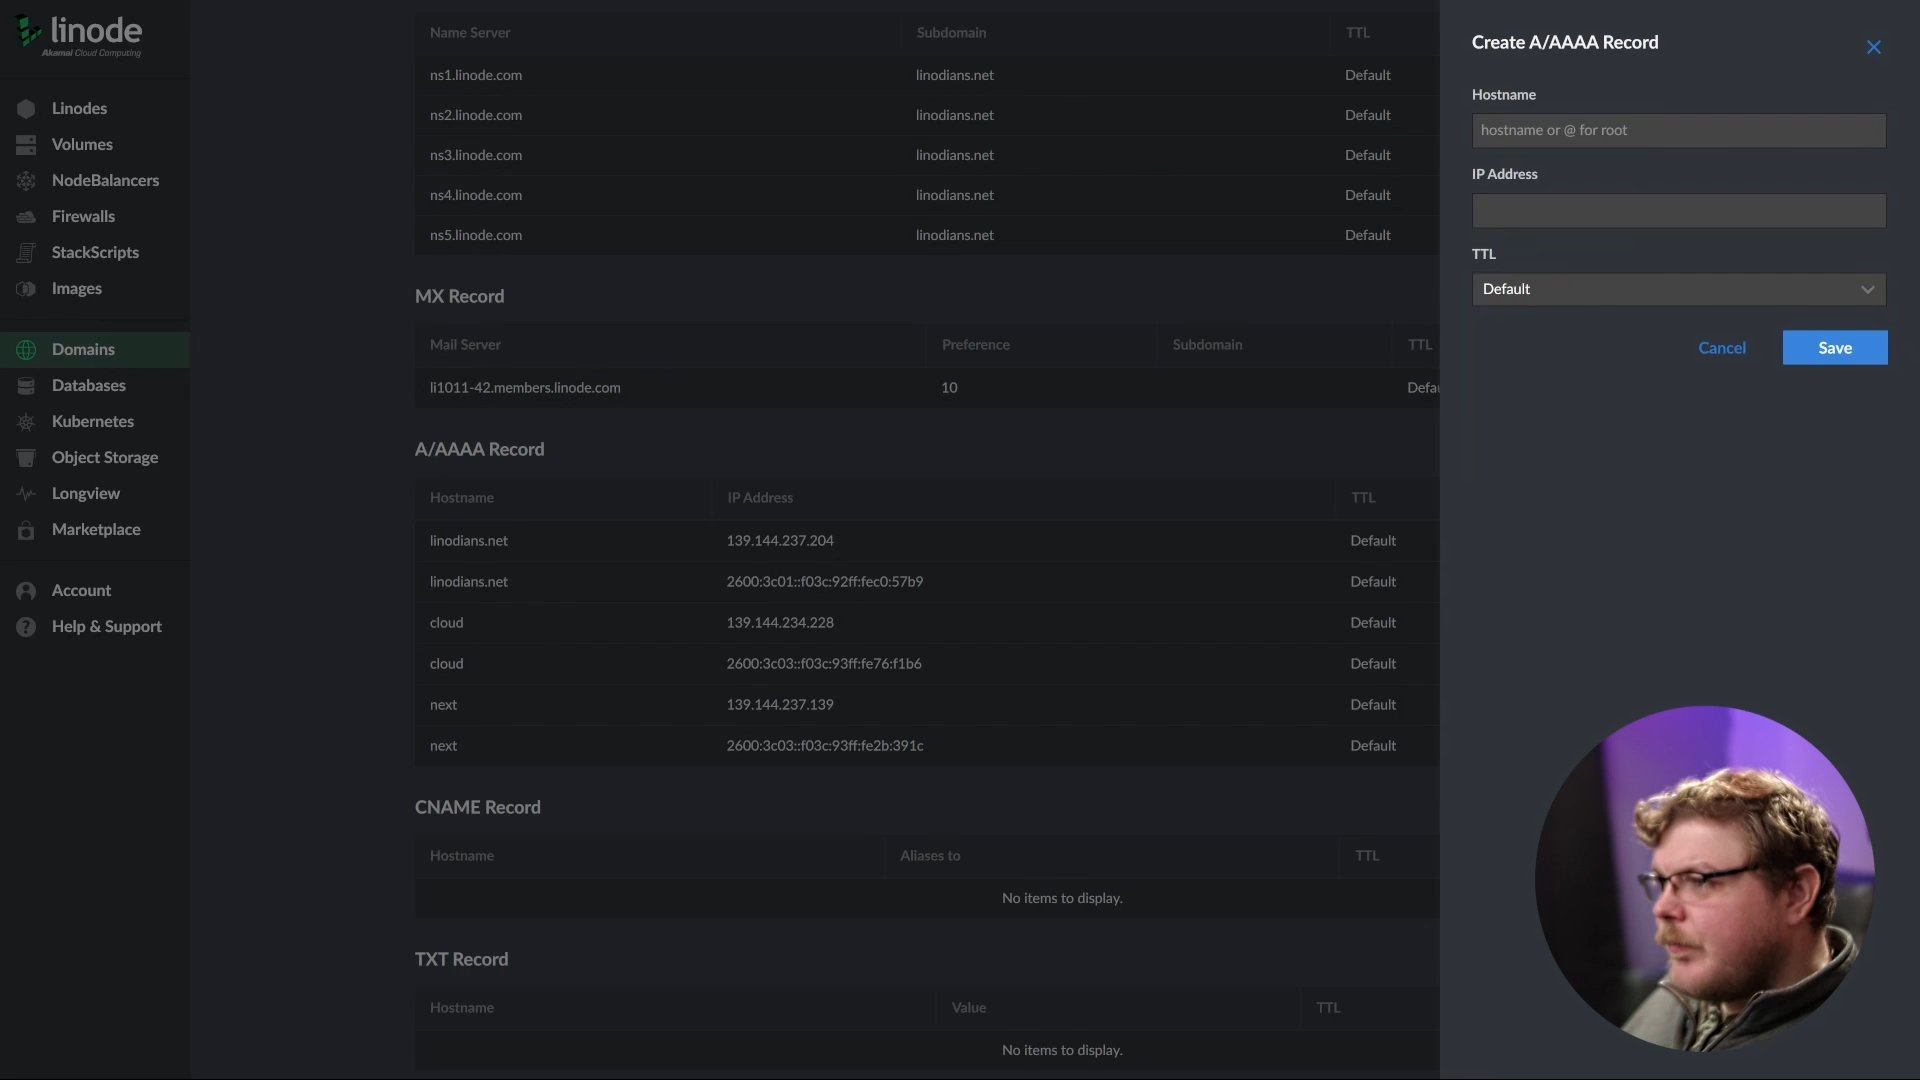 linode
Akamai Cloud Computing
Linodes
Volumes
NodeBalancers
Firewalls
StackScripts
Images
Domains
Databases
Kubernetes
Object Storage
Longview
Marketplace
Account
Help & Support
Name Server Subdomain TTL
ns1.linode.com linodians.net Default
ns2.linode.com linodians.net Default
ns3.linode.com linodians.net Default
ns4.linode.com linodians.net Default
ns5.linode.com linodians.net Default
MX Record
Mail Server Preference Subdomain TTL
li1011-42.members.linode.com 10 Defau
A/AAAA Record
Hostname IP Address TTL
linodians.net 139.144.237.204 Default
linodians.net 2600:3c01::f03c:92ff:fec0:57b9 Default
cloud 139.144.234.228 Default
cloud 2600:3c03::f03c:93ff:fe76:f1b6 Default
next 139.144.237.139 Default
next 2600:3c03::f03c:93ff:fe2b:391c Default
CNAME Record
Hostname Aliases to TTL
No items to display.
TXT Record
Hostname Value TTL
No items to display.
Create A/AAAA Record
Hostname
hostname or @ for root
IP Address
TTL
Default
Cancel Save